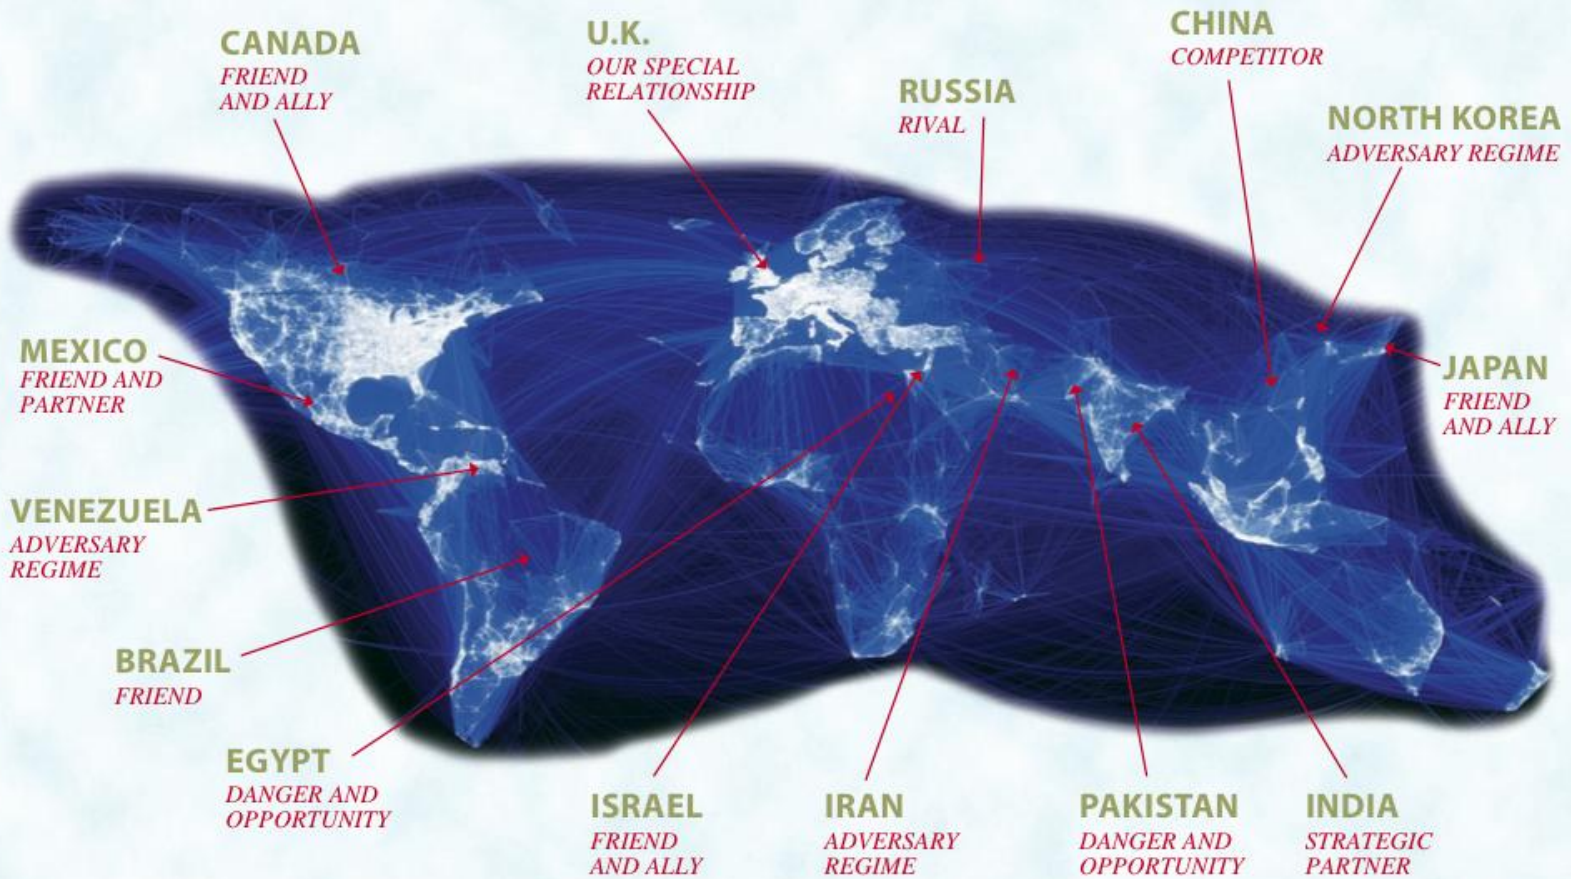 CANADA
FRIEND
AND ALLY
U.K.
OUR SPECIAL
RELATIONSHIP
RUSSIA
RIVAL
CHINA
COMPETITOR
NORTH KOREA
ADVERSARY REGIME
MEXICO
FRIEND AND
PARTNER
JAPAN
FRIEND
AND ALLY
VENEZUELA
ADVERSARY
REGIME
BRAZIL
FRIEND
EGYPT
DANGER AND
OPPORTUNITY
ISRAEL
FRIEND
AND ALLY
IRAN
ADVERSARY
REGIME
PAKISTAN
DANGER AND
OPPORTUNITY
INDIA
STRATEGIC
PARTNER